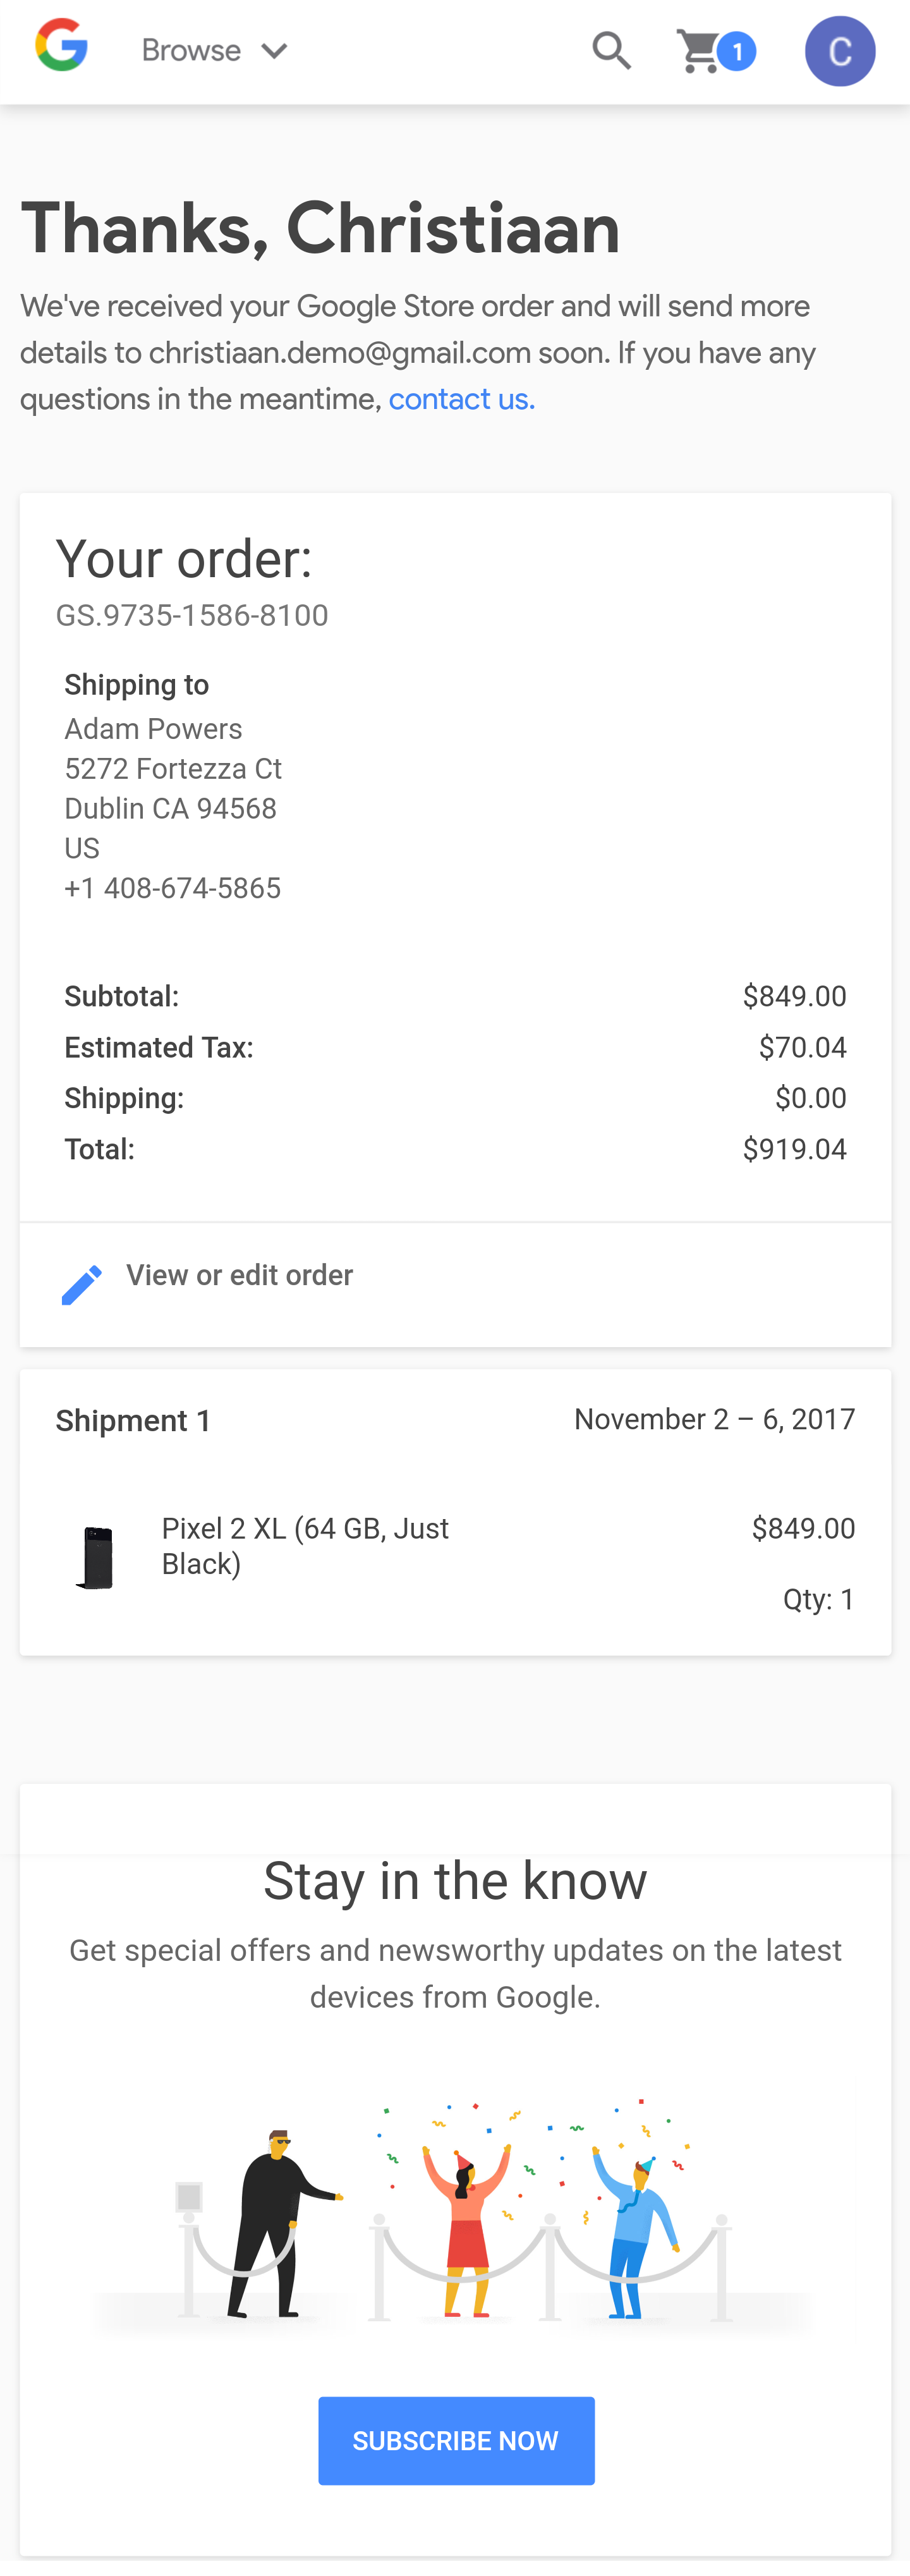 Browse
1
C
Thanks, Christiaan
We've received your Google Store order and will send more
details to christiaan.demo@gmail.com soon. If you have any
questions in the meantime, contact us.
Your order:
GS.9735-1586-8100
Shipping to
Adam Powers
5272 Fortezza Ct
Dublin CA 94568
US
+1 408-674-5865
Subtotal: $849.00
Estimated Tax: $70.04
Shipping: $0.00
Total: $919.04
View or edit order
Shipment 1 November 2 – 6, 2017
Pixel 2 XL (64 GB, Just $849.00
Black)
Qty: 1
Stay in the know
Get special offers and newsworthy updates on the latest
devices from Google.
SUBSCRIBE NOW